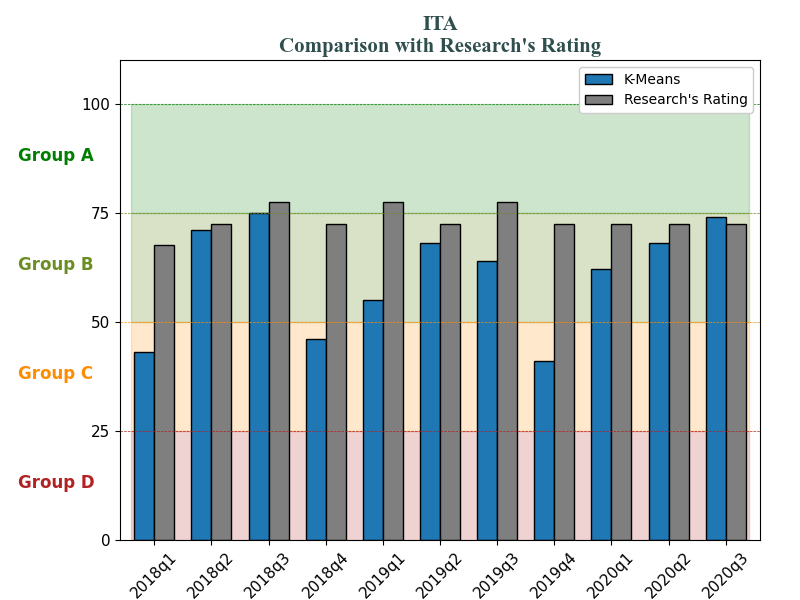 ITA
Comparison with Research's Rating
K-Means
Research's Rating
100
75
50
25
0
Group A
Group B
Group C
Group D
2018q1
2018q2
2018q3
2018q4
2019q1
2019q2
2019q3
2019q4
2020q1
2020q2
2020q3